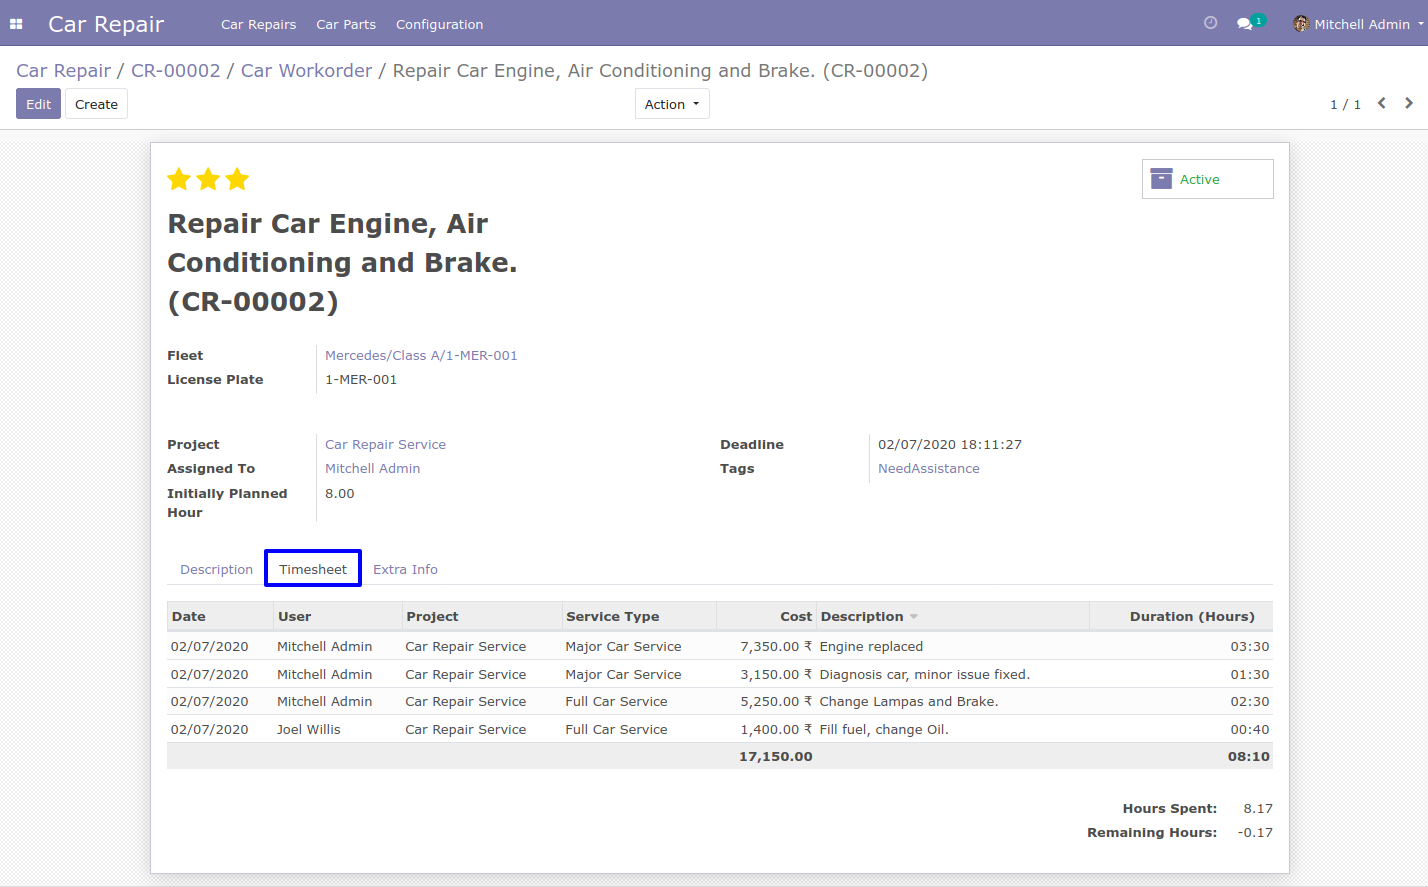 Car Repair Car Repairs Car Parts Configuration 1 Mitchell Admin
Car Repair / CR-00002 / Car Workorder / Repair Car Engine, Air Conditioning and Brake. (CR-00002)
Edit Create Action 1 / 1
Active
Repair Car Engine, Air
Conditioning and Brake.
(CR-00002)
Fleet Mercedes/Class A/1-MER-001
License Plate 1-MER-001
Project Car Repair Service Deadline 02/07/2020 18:11:27
Assigned To Mitchell Admin Tags NeedAssistance
Initially Planned 8.00
Hour
Description Timesheet Extra Info
Date User Project Service Type Cost Description Duration (Hours)
02/07/2020 Mitchell Admin Car Repair Service Major Car Service 7,350.00 ₹ Engine replaced 03:30
02/07/2020 Mitchell Admin Car Repair Service Major Car Service 3,150.00 ₹ Diagnosis car, minor issue fixed. 01:30
02/07/2020 Mitchell Admin Car Repair Service Full Car Service 5,250.00 ₹ Change Lampas and Brake. 02:30
02/07/2020 Joel Willis Car Repair Service Full Car Service 1,400.00 ₹ Fill fuel, change Oil. 00:40
17,150.00 08:10
Hours Spent: 8.17
Remaining Hours: -0.17